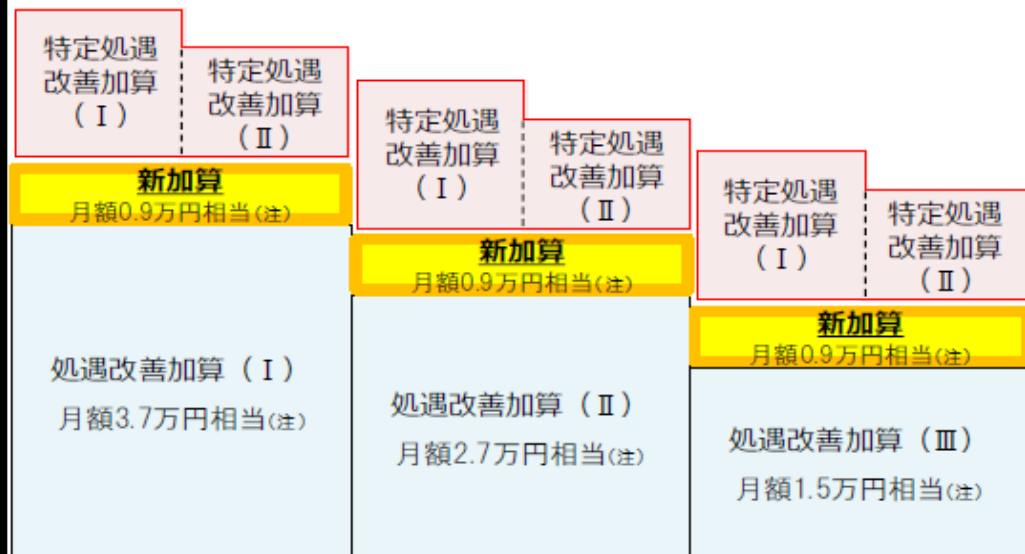 特定処遇
改善加算
（Ⅰ）
特定処遇
改善加算
（Ⅱ）
新加算
月額0.9万円相当(注)
処遇改善加算（Ⅰ）
月額3.7万円相当(注)
特定処遇
改善加算
（Ⅰ）
特定処遇
改善加算
（Ⅱ）
新加算
月額0.9万円相当(注)
処遇改善加算（Ⅱ）
月額2.7万円相当(注)
特定処遇
改善加算
（Ⅰ）
特定処遇
改善加算
（Ⅱ）
新加算
月額0.9万円相当(注)
処遇改善加算（Ⅲ）
月額1.5万円相当(注)